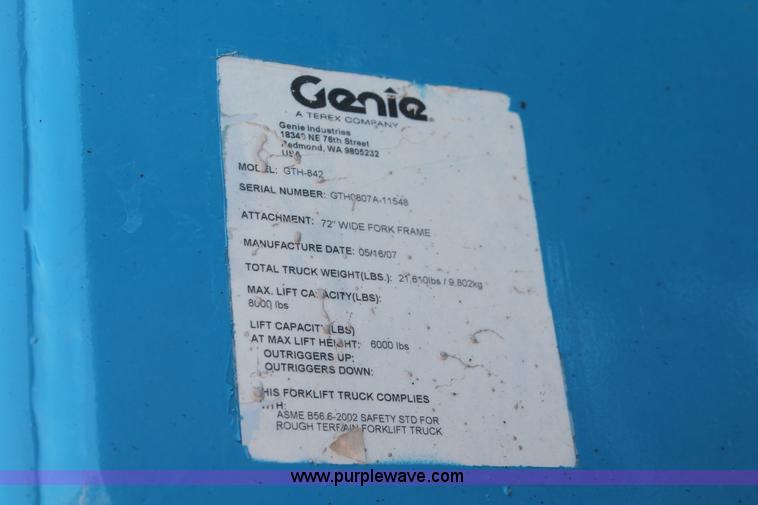 Genie
A TEREX COMPANY
Genie Industries
18340 NE 76th Street
Redmond, WA 9805232
USA
MODEL: GTH-842
SERIAL NUMBER: GTH0807A-11548
ATTACHMENT: 72" WIDE FORK FRAME
MANUFACTURE DATE: 05/16/07
TOTAL TRUCK WEIGHT(LBS.): 21,610lbs / 9,802kg
MAX. LIFT CAPACITY(LBS):
8000 lbs
LIFT CAPACITY(LBS)
AT MAX LIFT HEIGHT: 6000 lbs
OUTRIGGERS UP:
OUTRIGGERS DOWN:
THIS FORKLIFT TRUCK COMPLIES
WITH:
ASME B56.6-2002 SAFETY STD FOR
ROUGH TERRAIN FORKLIFT TRUCK
www.purplewave.com